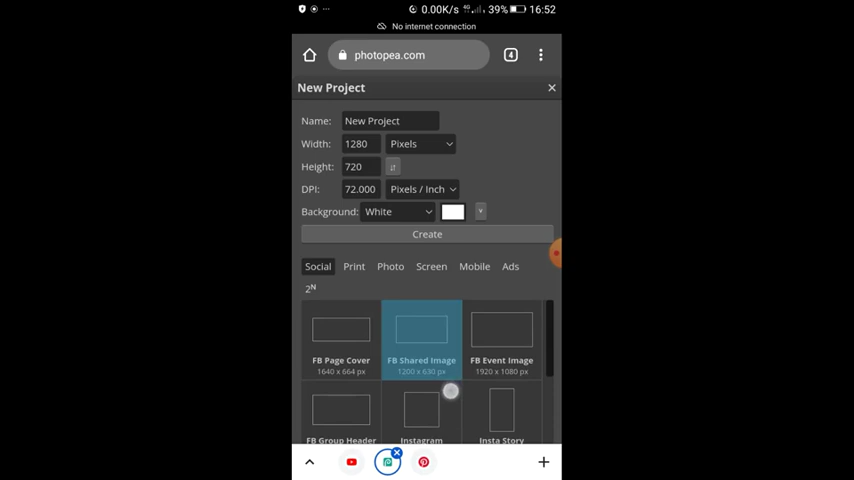 0.00K/s 4G 39% 16:52
No internet connection
photopea.com 4
New Project
Name: New Project
Width: 1280 Pixels
Height: 720
DPI: 72.000 Pixels / Inch
Background: White
Create
Social Print Photo Screen Mobile Ads
2N
FB Page Cover FB Shared Image FB Event Image
1640 x 664 px 1200 x 630 px 1920 x 1080 px
FB Group Header Instagram Insta Story